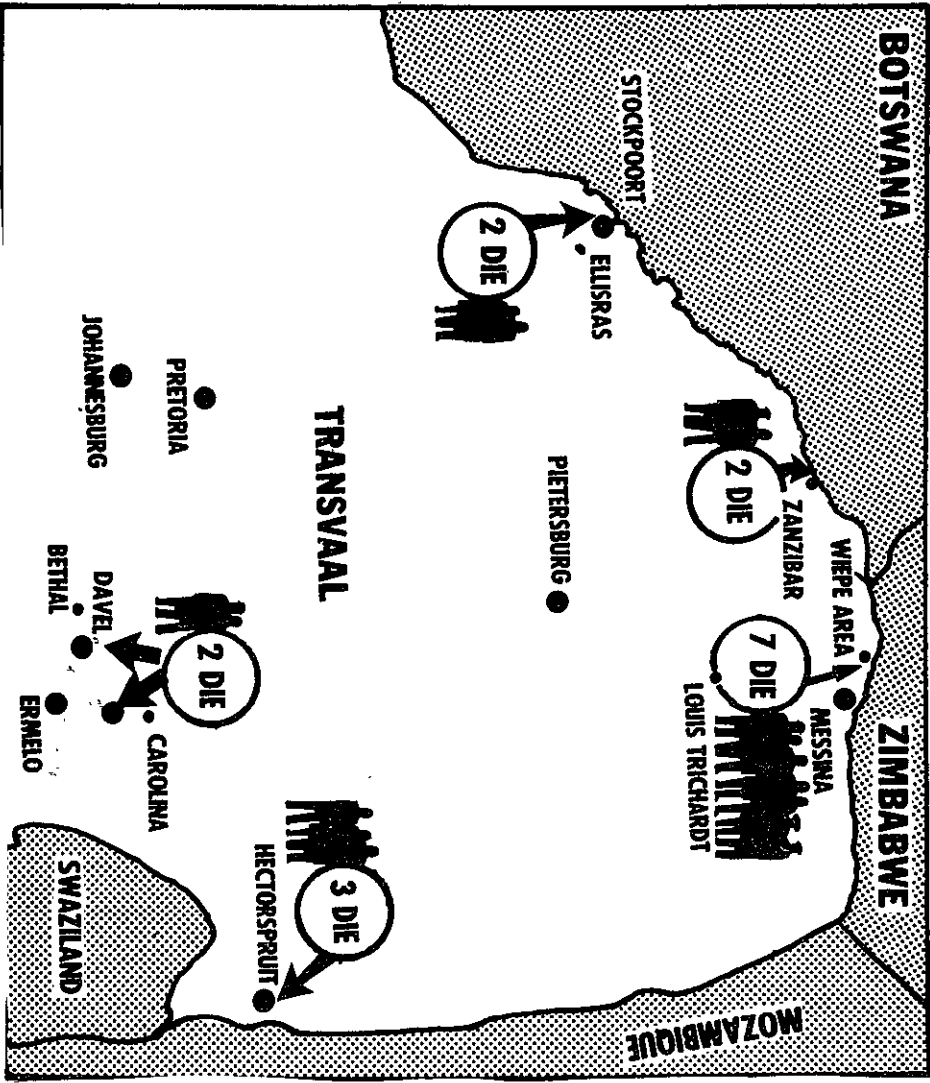 BOTSWANA
ZIMBABWE
STOCKPOORT
ELLISRAS
2 DIE
2 DIE
ZANZIBAR
WIEPE AREA
7 DIE
MESSINA
LOUIS TRICHARDT
PIETERSBURG
MOZAMBIQUE
TRANSVAAL
PRETORIA
JOHANNESBURG
3 DIE
HECTORSPRUIT
2 DIE
CAROLINA
DAVEL
BETHAL
ERMELO
SWAZILAND